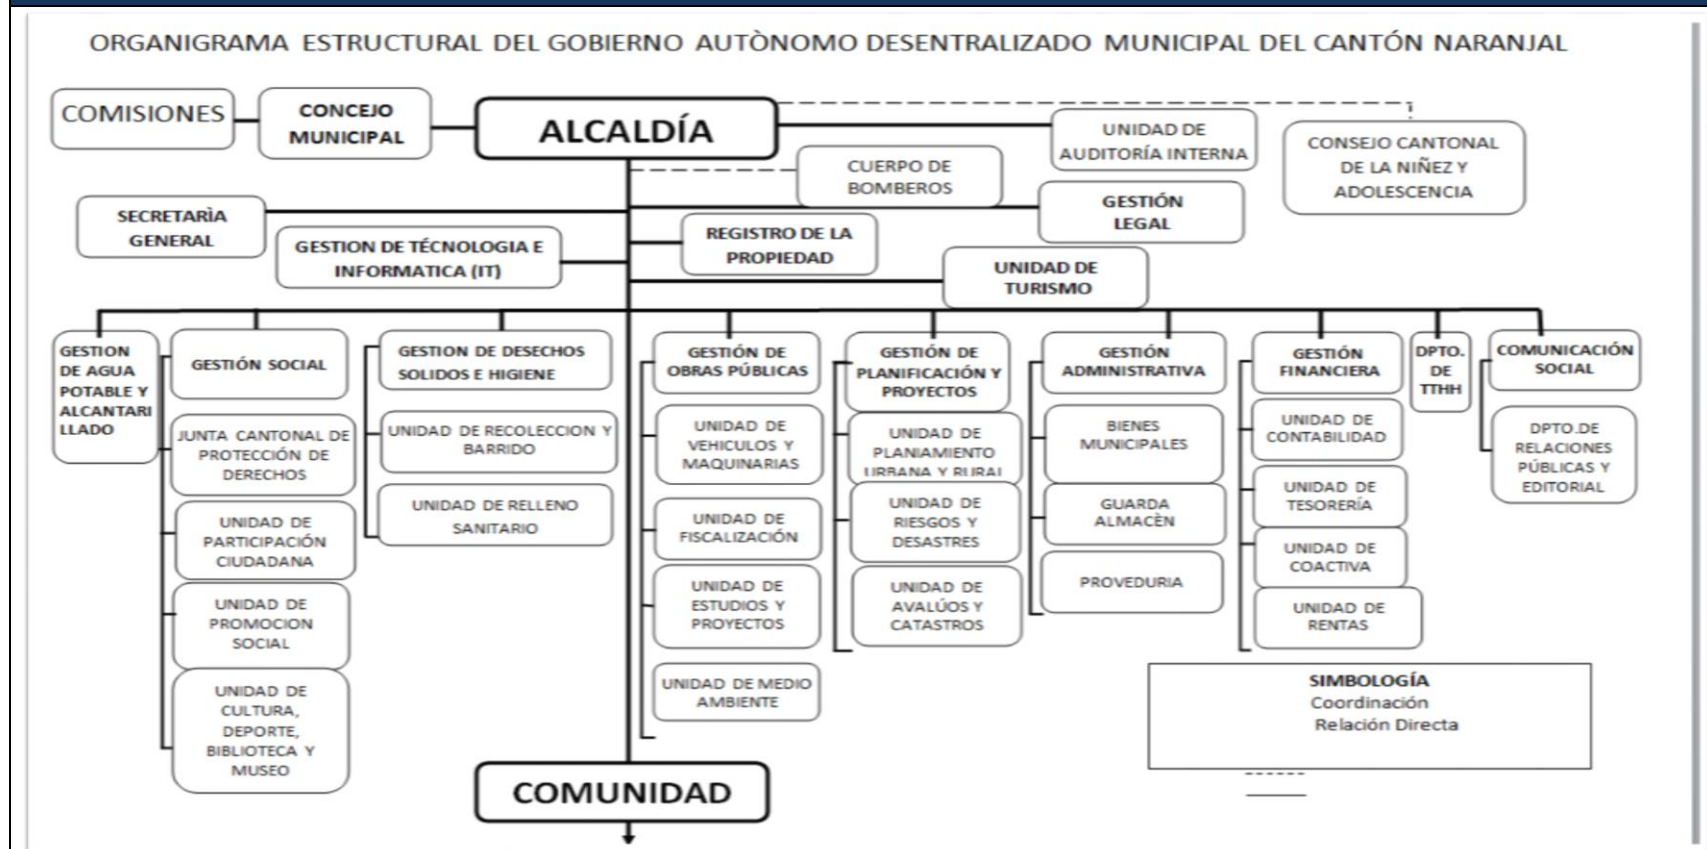 ORGANIGRAMA ESTRUCTURAL DEL GOBIERNO AUTÒNOMO DESENTRALIZADO MUNICIPAL DEL CANTÓN NARANJAL
COMISIONES
CONCEJO
MUNICIPAL
ALCALDÍA
UNIDAD DE
AUDITORÍA INTERNA
CONSEJO CANTONAL
DE LA NIÑEZ Y
ADOLESCENCIA
CUERPO DE
BOMBEROS
SECRETARÌA
GENERAL
GESTIÓN
LEGAL
GESTION DE TÉCNOLOGIA E
INFORMATICA (IT)
REGISTRO DE LA
PROPIEDAD
UNIDAD DE
TURISMO
GESTION
DE AGUA
POTABLE Y
ALCANTARI
LLADO
GESTIÓN SOCIAL
JUNTA CANTONAL DE
PROTECCIÓN DE
DERECHOS
UNIDAD DE
PARTICIPACIÓN
CIUDADANA
UNIDAD DE
PROMOCION
SOCIAL
UNIDAD DE
CULTURA,
DEPORTE,
BIBLIOTECA Y
MUSEO
GESTION DE DESECHOS
SOLIDOS E HIGIENE
UNIDAD DE RECOLECCION Y
BARRIDO
UNIDAD DE RELLENO
SANITARIO
GESTIÓN DE
OBRAS PÚBLICAS
UNIDAD DE
VEHICULOS Y
MAQUINARIAS
UNIDAD DE
FISCALIZACIÓN
UNIDAD DE
ESTUDIOS Y
PROYECTOS
UNIDAD DE MEDIO
AMBIENTE
GESTIÓN DE
PLANIFICACIÓN Y
PROYECTOS
UNIDAD DE
PLANIAMIENTO
URBANA Y RURAL
UNIDAD DE
RIESGOS Y
DESASTRES
UNIDAD DE
AVALÚOS Y
CATASTROS
GESTIÓN
ADMINISTRATIVA
BIENES
MUNICIPALES
GUARDA
ALMACÈN
PROVEDURIA
GESTIÓN
FINANCIERA
UNIDAD DE
CONTABILIDAD
UNIDAD DE
TESORERÍA
UNIDAD DE
COACTIVA
UNIDAD DE
RENTAS
DPTO.
DE
TTHH
COMUNICACIÓN
SOCIAL
DPTO.DE
RELACIONES
PÚBLICAS Y
EDITORIAL
SIMBOLOGÍA
Coordinación
Relación Directa
COMUNIDAD